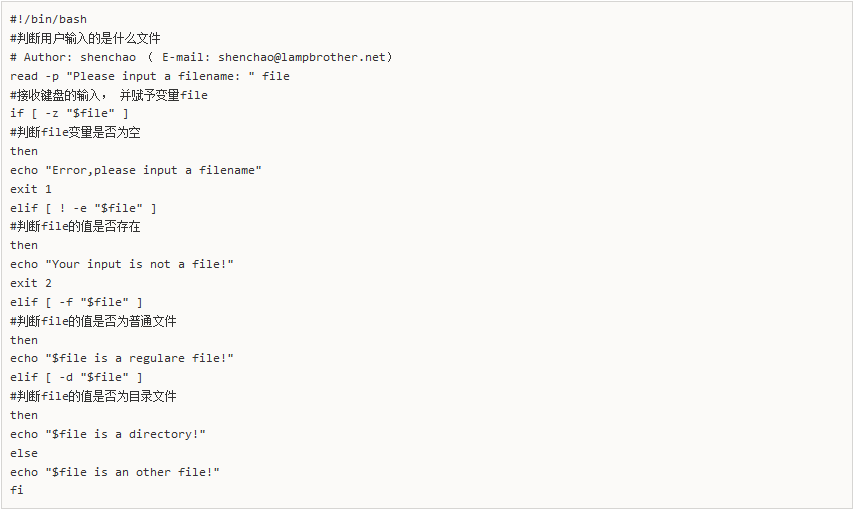 #!/bin/bash
#判断用户输入的是什么文件
# Author: shenchao （ E-mail: shenchao@lampbrother.net)
read -p "Please input a filename: " file
#接收键盘的输入， 并赋予变量file
if [ -z "$file" ]
#判断file变量是否为空
then
echo "Error,please input a filename"
exit 1
elif [ ! -e "$file" ]
#判断file的值是否存在
then
echo "Your input is not a file!"
exit 2
elif [ -f "$file" ]
#判断file的值是否为普通文件
then
echo "$file is a regulare file!"
elif [ -d "$file" ]
#判断file的值是否为目录文件
then
echo "$file is a directory!"
else
echo "$file is an other file!"
fi